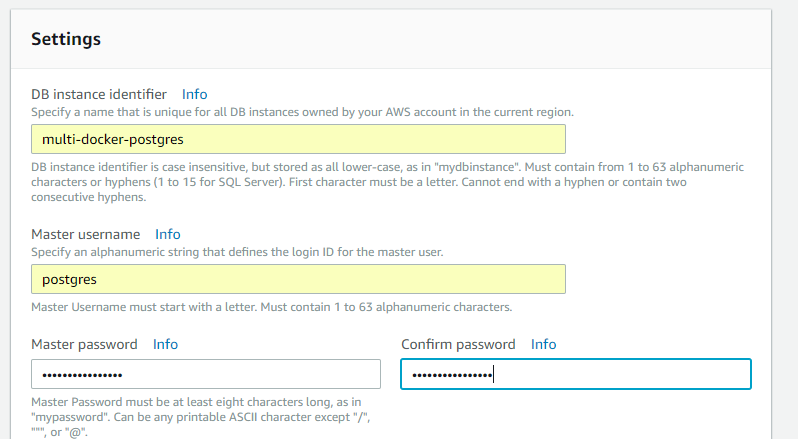 Settings
DB instance identifier Info
Specify a name that is unique for all DB instances owned by your AWS account in the current region.
multi-docker-postgres
DB instance identifier is case insensitive, but stored as all lower-case, as in "mydbinstance". Must contain from 1 to 63 alphanumeric
characters or hyphens (1 to 15 for SQL Server). First character must be a letter. Cannot end with a hyphen or contain two
consecutive hyphens.
Master username Info
Specify an alphanumeric string that defines the login ID for the master user.
postgres
Master Username must start with a letter. Must contain 1 to 63 alphanumeric characters.
Master password Info
••••••••••••••••
Master Password must be at least eight characters long, as in
"mypassword". Can be any printable ASCII character except "/",
""", or "@".
Confirm password Info
••••••••••••••••